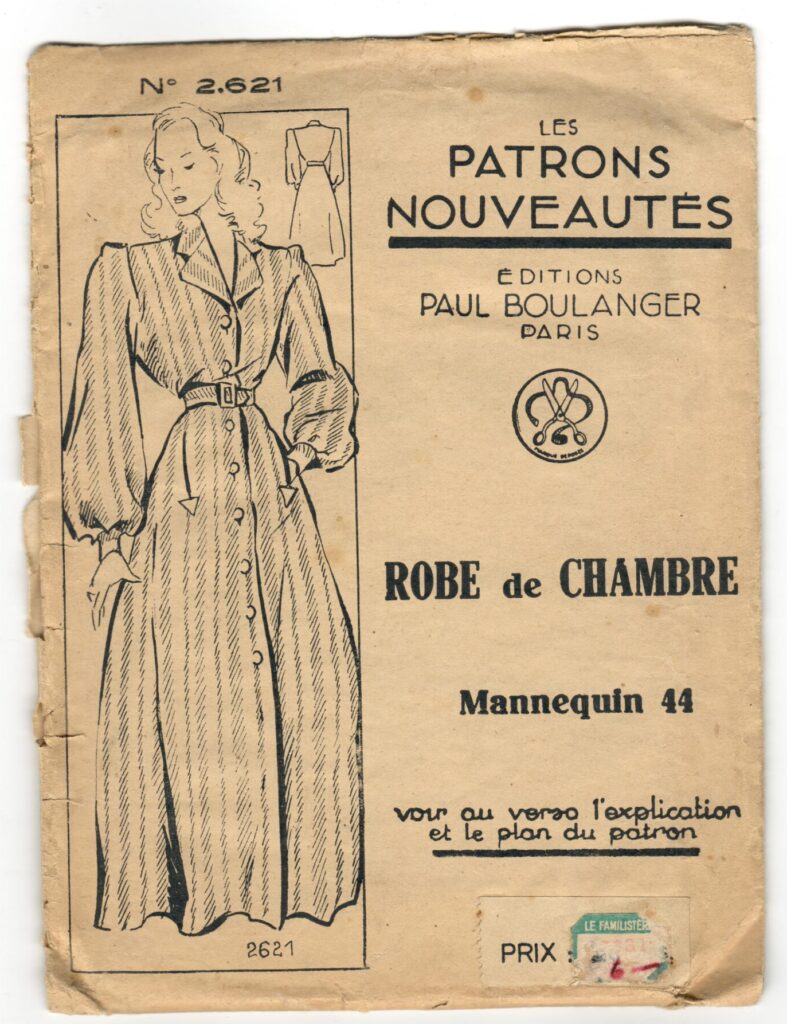 N° 2.621
2621
LES
PATRONS
NOUVEAUTÉS
ÉDITIONS
PAUL BOULANGER
PARIS
ROBE de CHAMBRE
Mannequin 44
voir au verso l'explication
et le plan du patron
LE FAMILISTÈRE
PRIX :
6 —